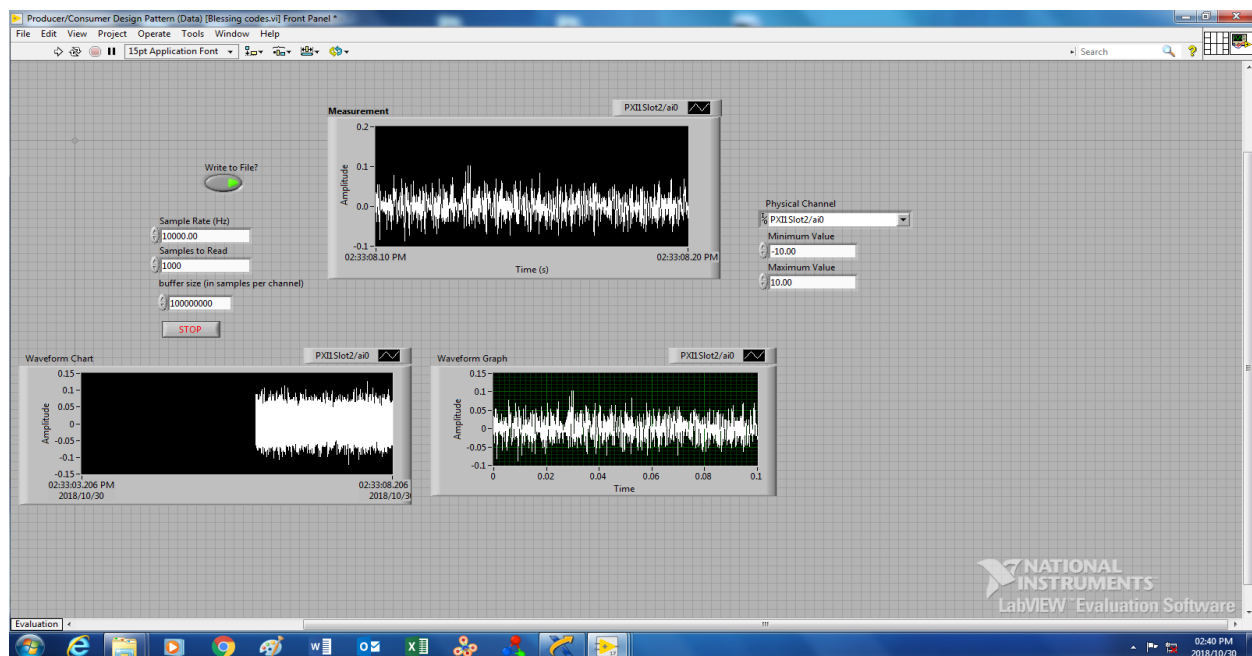 Producer/Consumer Design Pattern (Data) [Blessing codes.vi] Front Panel *
File Edit View Project Operate Tools Window Help
15pt Application Font
Search
Measurement
PXI1Slot2/ai0
0.2
0.1
0.0
-0.1
Amplitude
02:33:08.10 PM
02:33:08.20 PM
Time (s)
Write to File?
Sample Rate (Hz)
10000.00
Samples to Read
1000
buffer size (in samples per channel)
100000000
STOP
Physical Channel
PXI1Slot2/ai0
Minimum Value
-10.00
Maximum Value
10.00
Waveform Chart
PXI1Slot2/ai0
0.15
0.1
0.05
0
-0.05
-0.1
-0.15
Amplitude
02:33:03.206 PM
2018/10/30
02:33:08.206
2018/10/30
Waveform Graph
PXI1Slot2/ai0
0.15
0.1
0.05
0
-0.05
-0.1
Amplitude
0 0.02 0.04 0.06 0.08 0.1
Time
NATIONAL
INSTRUMENTS
LabVIEW™ Evaluation Software
Evaluation
02:40 PM
2018/10/30